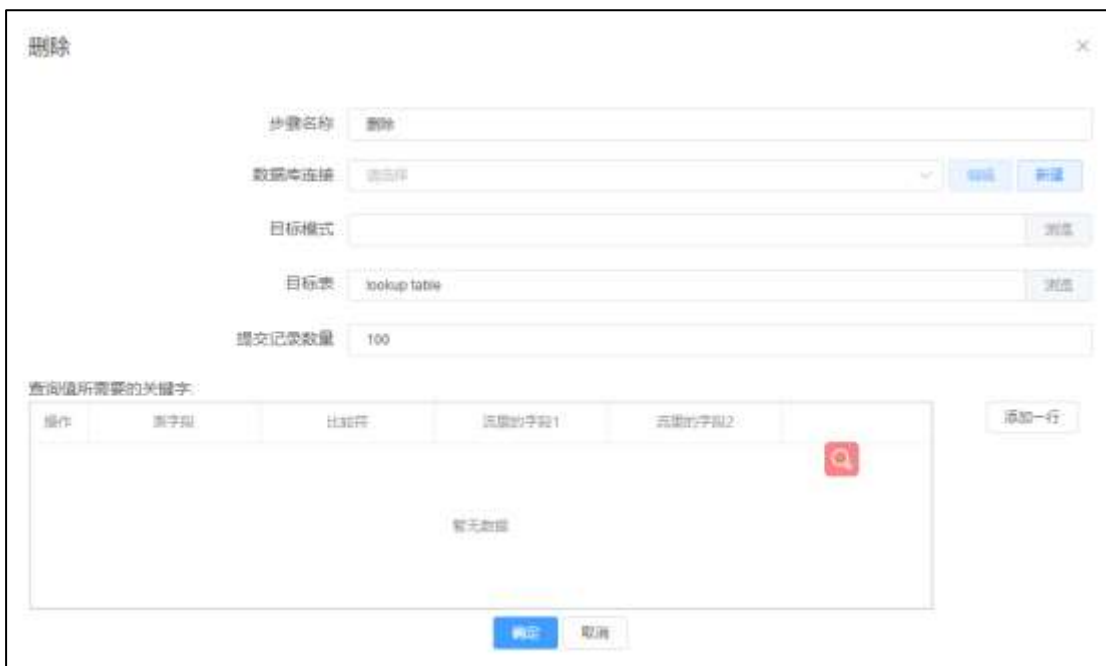 删除
步骤名称 删除
数据库连接 请选择 编辑 新建
目标模式 浏览
目标表 lookup table 浏览
提交记录数量 100
查询值所需要的关键字:
操作 表字段 比较符 流里的字段1 流里的字段2 添加一行
暂无数据
确定 取消